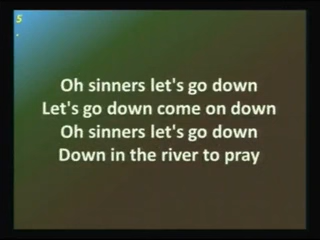 5
.
Oh sinners let's go down
Let's go down come on down
Oh sinners let's go down
Down in the river to pray